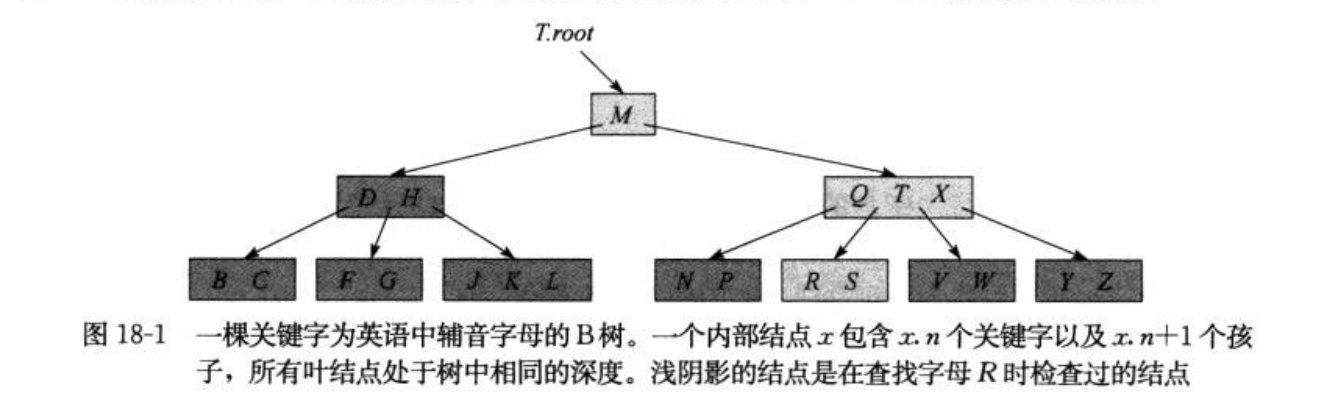 T.root
M
D H
Q T X
B C
F G
J K L
N P
R S
V W
Y Z
图 18-1 一棵关键字为英语中辅音字母的 B 树。一个内部结点 x 包含 x.n 个关键字以及 x.n+1 个孩
子，所有叶结点处于树中相同的深度。浅阴影的结点是在查找字母 R 时检查过的结点